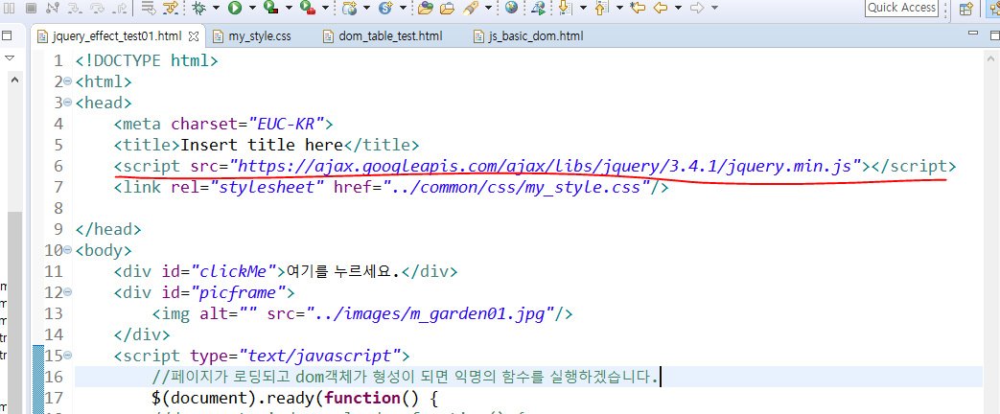 Quick Access
jquery_effect_test01.html
my_style.css
dom_table_test.html
js_basic_dom.html
1 <!DOCTYPE html>
2 <html>
3 <head>
4 <meta charset="EUC-KR">
5 <title>Insert title here</title>
6 <script src="https://ajax.googleapis.com/ajax/libs/jquery/3.4.1/jquery.min.js"></script>
7 <link rel="stylesheet" href="../common/css/my_style.css"/>
8
9 </head>
10 <body>
11 <div id="clickMe">여기를 누르세요.</div>
12 <div id="picframe">
13 <img alt="" src="../images/m_garden01.jpg"/>
14 </div>
15 <script type="text/javascript">
16 //페이지가 로딩되고 dom객체가 형성이 되면 익명의 함수를 실행하겠습니다.
17 $(document).ready(function() {